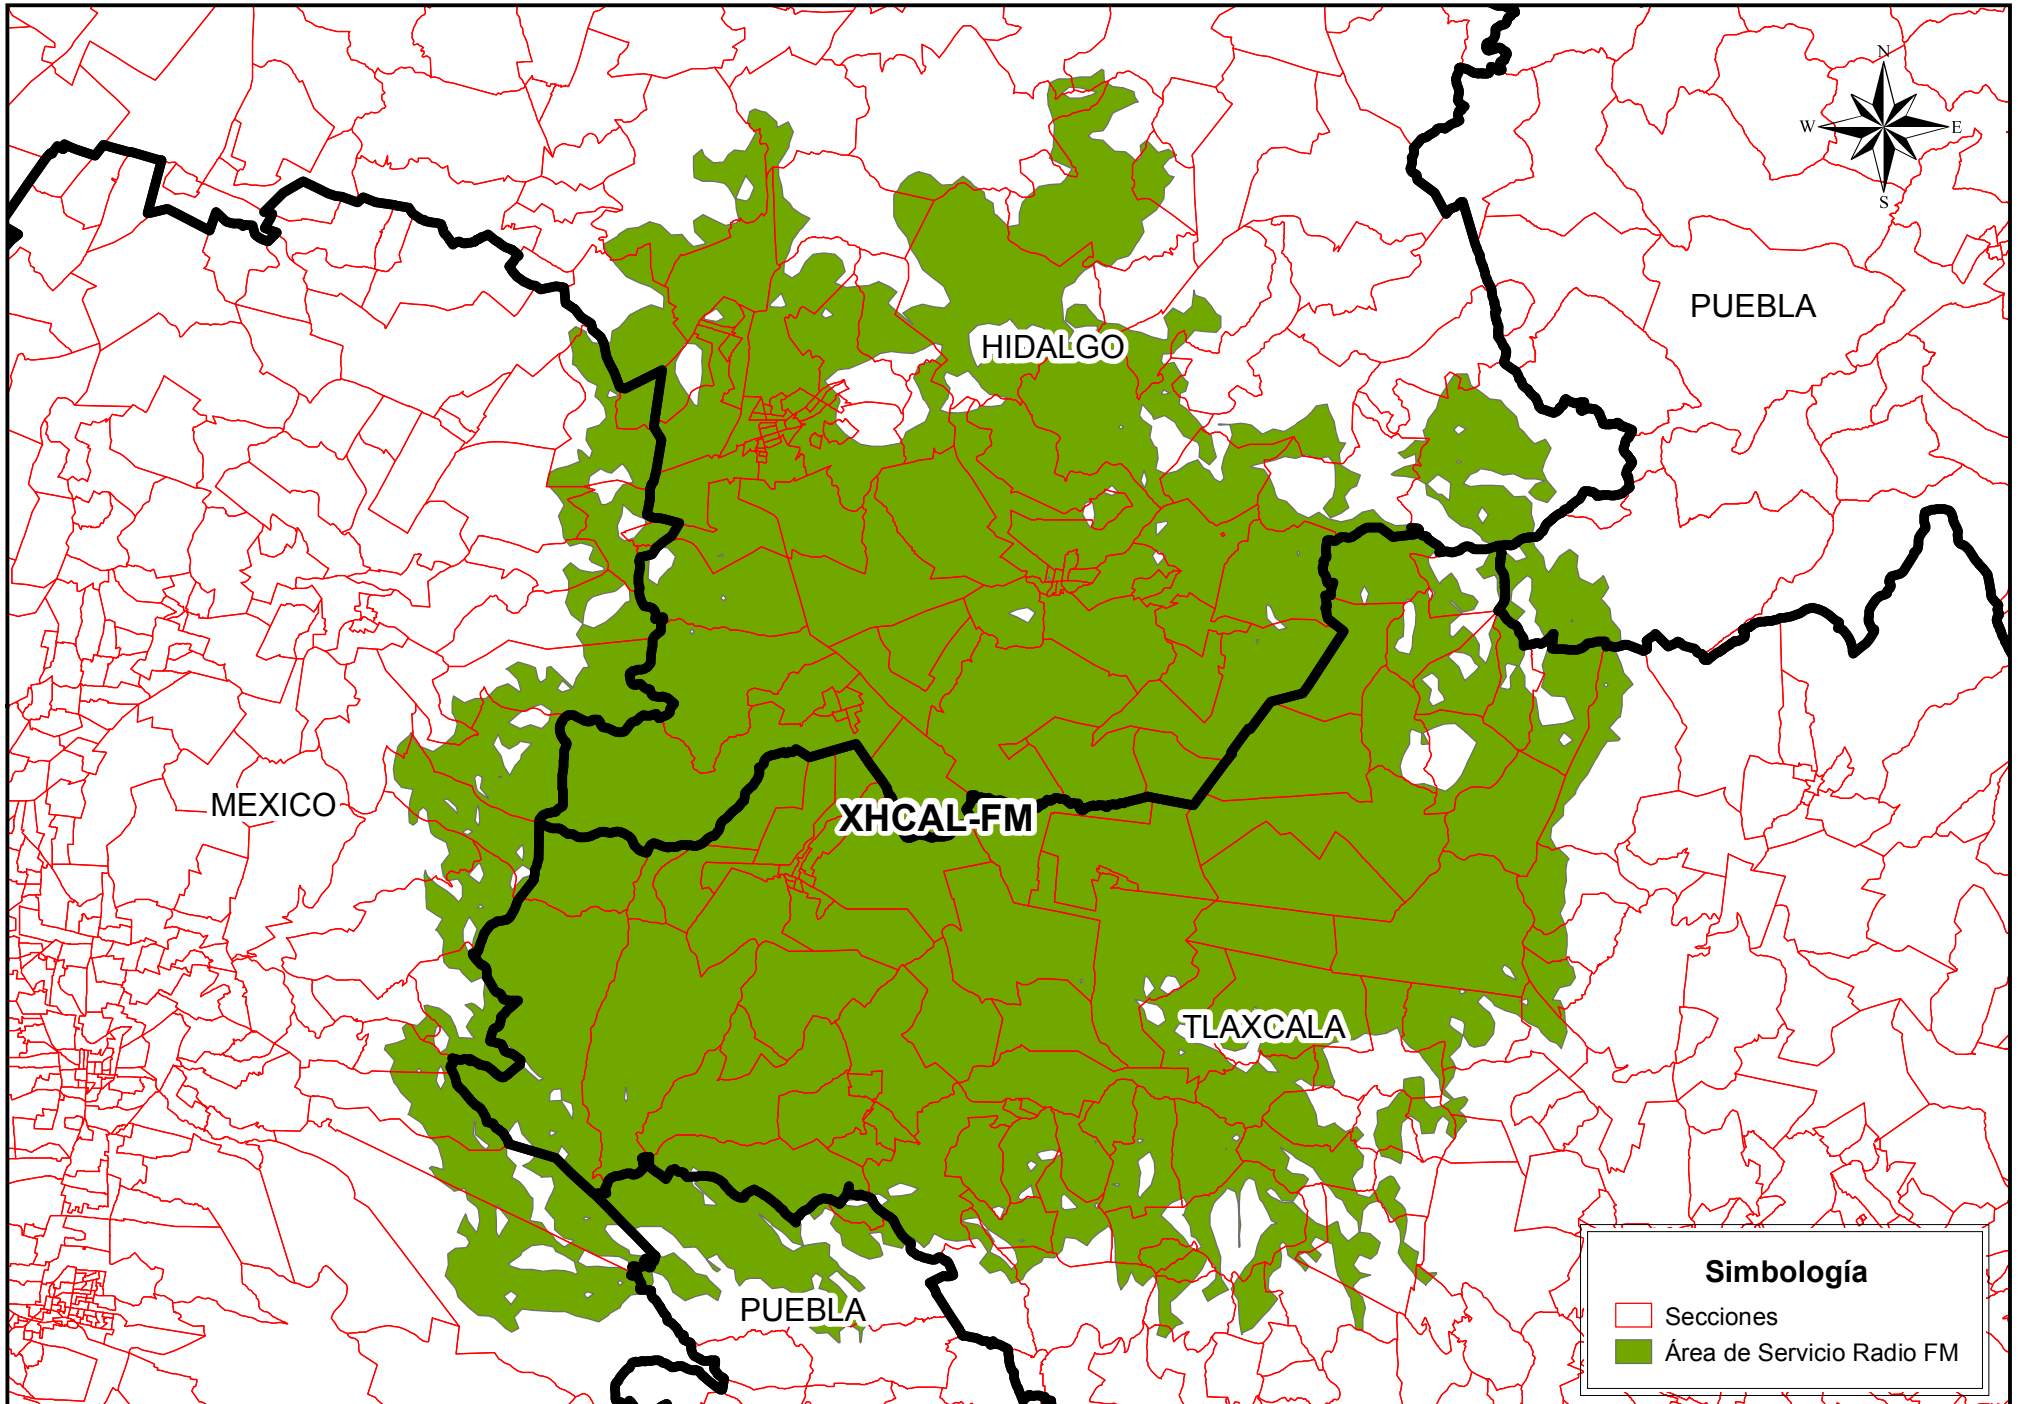 N
W
E
S
PUEBLA
HIDALGO
MEXICO
XHCAL-FM
TLAXCALA
PUEBLA
Simbología
Secciones
Área de Servicio Radio FM